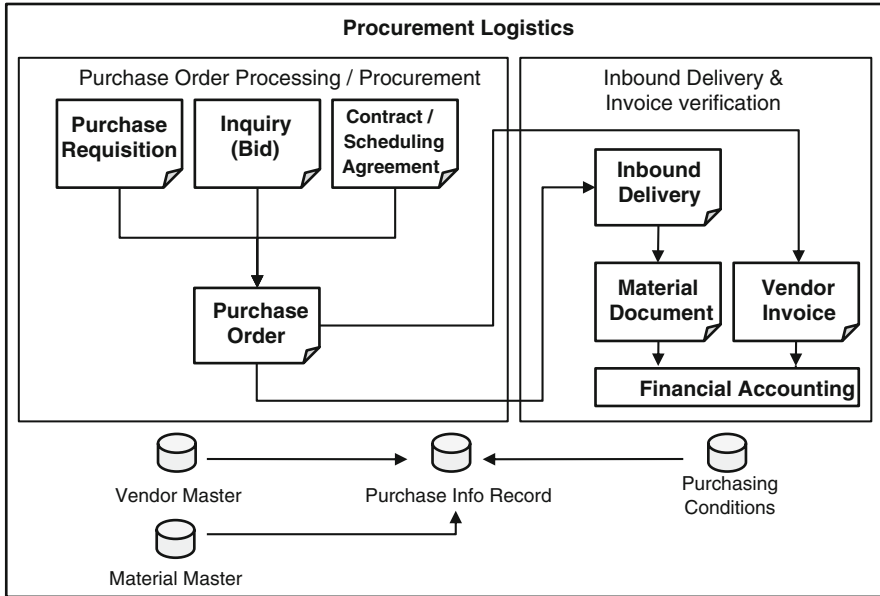 Procurement Logistics
Purchase Order Processing / Procurement
Purchase
Requisition
Inquiry
(Bid)
Contract /
Scheduling
Agreement
Purchase
Order
Inbound Delivery &
Invoice verification
Inbound
Delivery
Material
Document
Vendor
Invoice
Financial Accounting
Vendor Master
Purchase Info Record
Purchasing
Conditions
Material Master